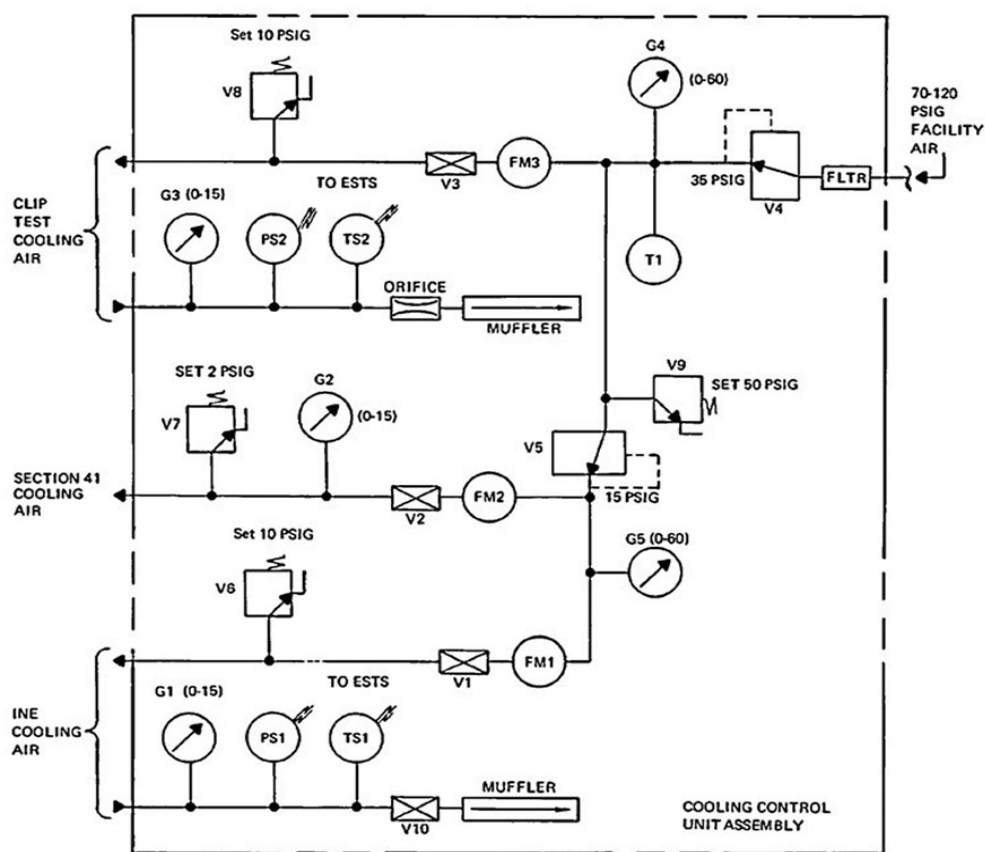 Set 10 PSIG
V8
G4
(0-60)
70-120
PSIG
FACILITY
AIR
V3
FM3
35 PSIG
V4
FLTR
TO ESTS
CLIP
TEST
COOLING
AIR
G3 (0-15)
PS2
TS2
T1
ORIFICE
MUFFLER
SET 2 PSIG
V7
G2
(0-15)
V9
SET 50 PSIG
V5
15 PSIG
SECTION 41
COOLING
AIR
V2
FM2
Set 10 PSIG
V6
G5 (0-60)
V1
FM1
TO ESTS
INE
COOLING
AIR
G1 (0-15)
PS1
TS1
V10
MUFFLER
COOLING CONTROL
UNIT ASSEMBLY